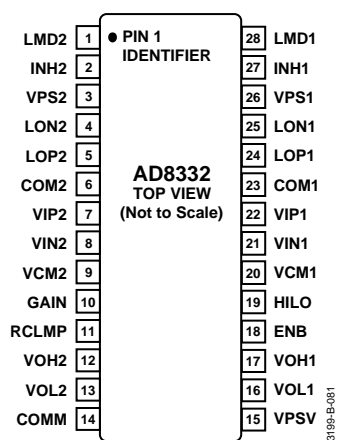 LMD2 1 ● PIN 1 28 LMD1
IDENTIFIER
INH2 2 27 INH1
VPS2 3 26 VPS1
LON2 4 25 LON1
LOP2 5 24 LOP1
COM2 6 AD8332 23 COM1
TOP VIEW
VIP2 7 (Not to Scale) 22 VIP1
VIN2 8 21 VIN1
VCM2 9 20 VCM1
GAIN 10 19 HILO
RCLMP 11 18 ENB
VOH2 12 17 VOH1
VOL2 13 16 VOL1
COMM 14 15 VPSV
3199-B-081